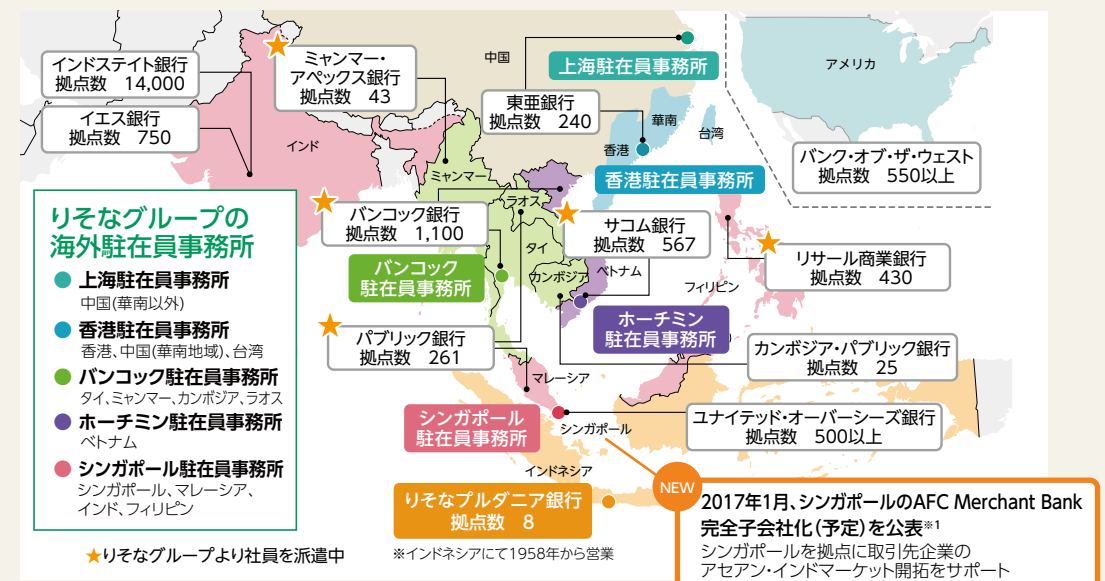 中国
アメリカ
インドステイト銀行
拠点数 14,000
ミャンマー・
アペックス銀行
拠点数 43
上海駐在員事務所
イエス銀行
拠点数 750
東亜銀行
拠点数 240
インド
華南
台湾
香港
バンク・オブ・ザ・ウェスト
拠点数 550以上
ミャンマー
香港駐在員事務所
ラオス
バンコック銀行
拠点数 1,100
サコム銀行
拠点数 567
タイ
リサール商業銀行
拠点数 430
バンコック
駐在員事務所
カンボジア
ベトナム
フィリピン
ホーチミン
駐在員事務所
パブリック銀行
拠点数 261
カンボジア・パブリック銀行
拠点数 25
マレーシア
シンガポール
駐在員事務所
シンガポール
ユナイテッド・オーバーシーズ銀行
拠点数 500以上
インドネシア
りそなプルダニア銀行
拠点数 8
※インドネシアにて1958年から営業
りそなグループの
海外駐在員事務所
上海駐在員事務所
中国(華南以外)
香港駐在員事務所
香港、中国(華南地域)、台湾
バンコック駐在員事務所
タイ、ミャンマー、カンボジア、ラオス
ホーチミン駐在員事務所
ベトナム
シンガポール駐在員事務所
シンガポール、マレーシア、
インド、フィリピン
★りそなグループより社員を派遣中
NEW
2017年1月、シンガポールのAFC Merchant Bank
完全子会社化(予定)を公表※1
シンガポールを拠点に取引先企業の
アセアン・インドマーケット開拓をサポート